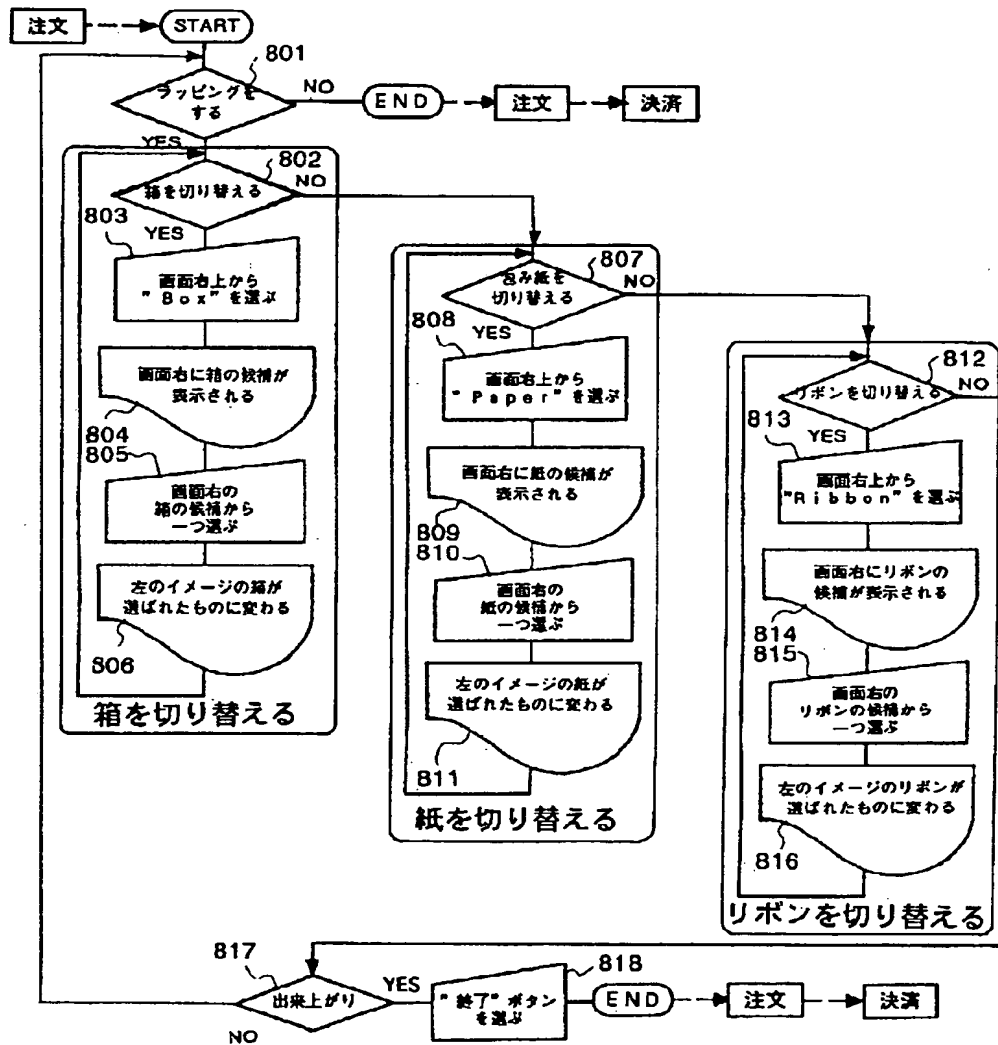 注文
START
801
ラッピングを
する
NO
END
注文
決済
YES
802
箱を切り替える
NO
803
YES
画面右上から
"Box"を選ぶ
画面右に箱の候補が
表示される
804
805
画面右の
箱の候補から
一つ選ぶ
左のイメージの箱が
選ばれたものに変わる
806
箱を切り替える
807
包み紙を
切り替える
NO
808
YES
画面右上から
"Paper"を選ぶ
画面右に紙の候補が
表示される
809
810
画面右の
紙の候補から
一つ選ぶ
左のイメージの紙が
選ばれたものに変わる
811
紙を切り替える
812
リボンを切り替える
NO
813
YES
画面右上から
"Ribbon"を選ぶ
画面右にリボンの
候補が表示される
814
815
画面右の
リボンの候補から
一つ選ぶ
左のイメージのリボンが
選ばれたものに変わる
816
リボンを切り替える
817
出来上がり
YES
NO
818
"終了"ボタン
を選ぶ
END
注文
決済